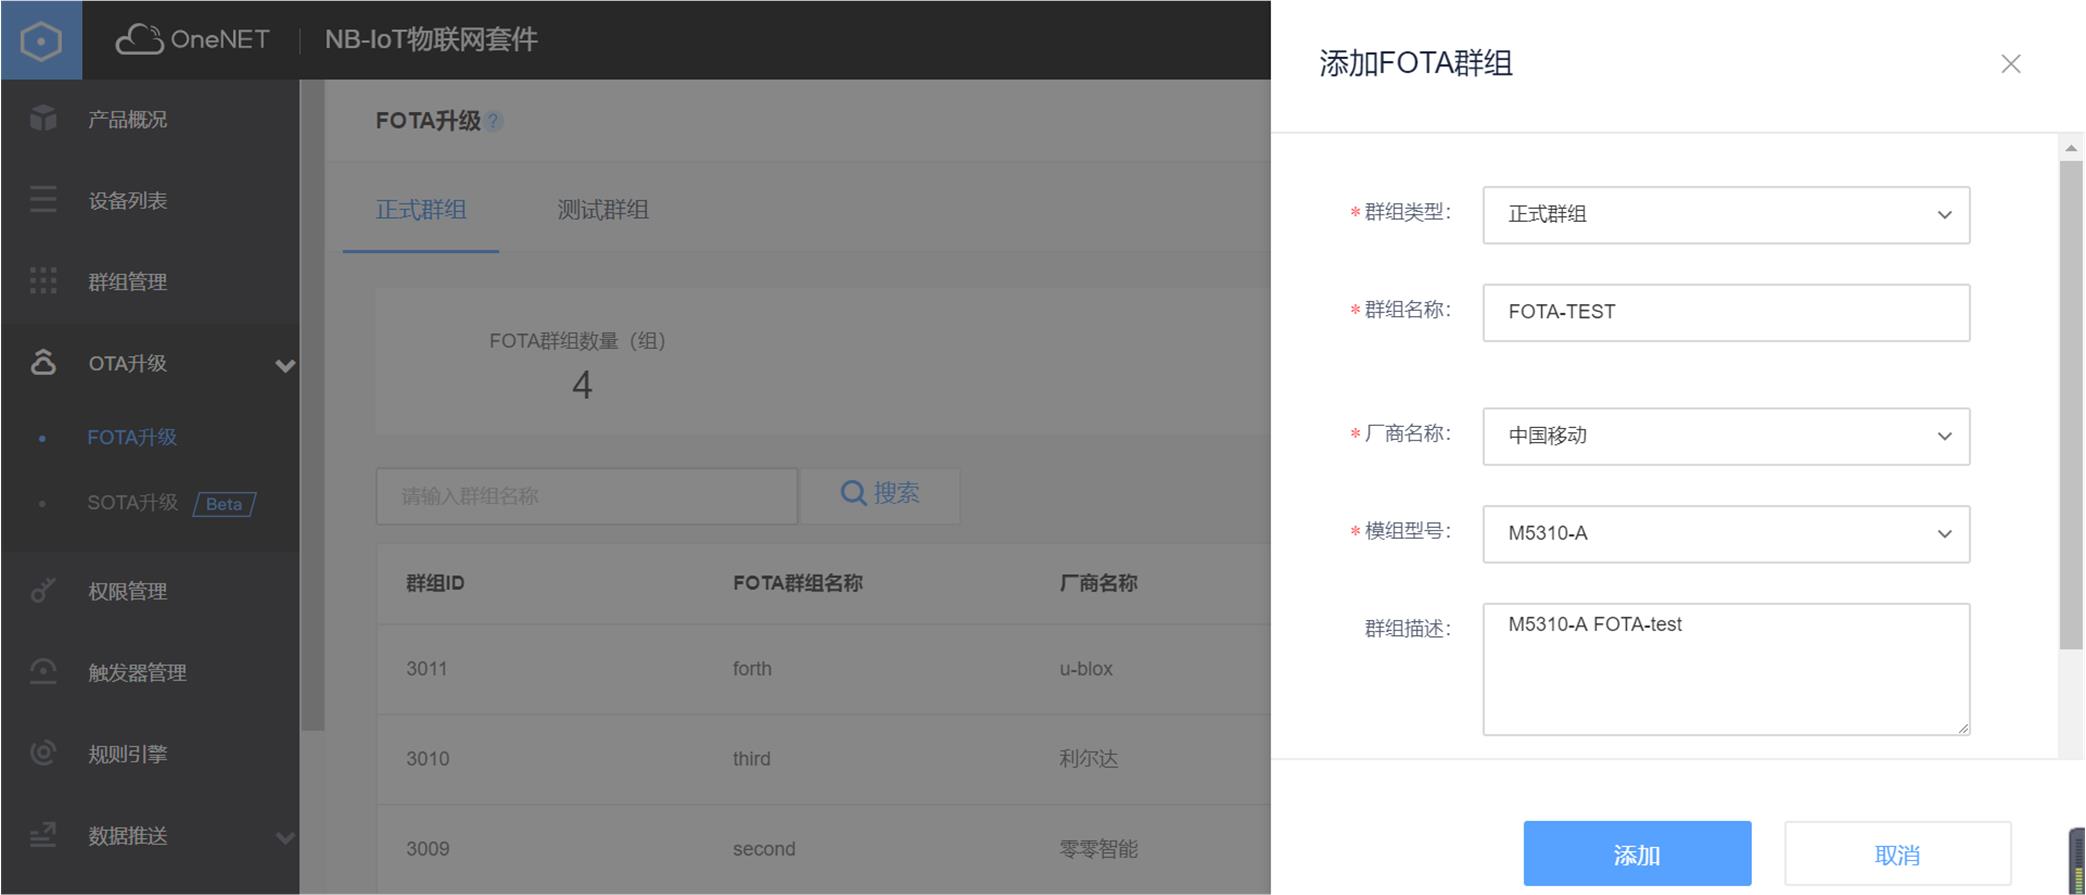 OneNET
NB-IoT物联网套件
产品概况
设备列表
群组管理
OTA升级
FOTA升级
SOTA升级 Beta
权限管理
触发器管理
规则引擎
数据推送
FOTA升级 ?
正式群组 测试群组
FOTA群组数量（组）
4
请输入群组名称 搜索
群组ID FOTA群组名称 厂商名称
3011 forth u-blox
3010 third 利尔达
3009 second 零零智能
添加FOTA群组
*群组类型: 正式群组
*群组名称: FOTA-TEST
*厂商名称: 中国移动
*模组型号: M5310-A
群组描述: M5310-A FOTA-test
添加 取消